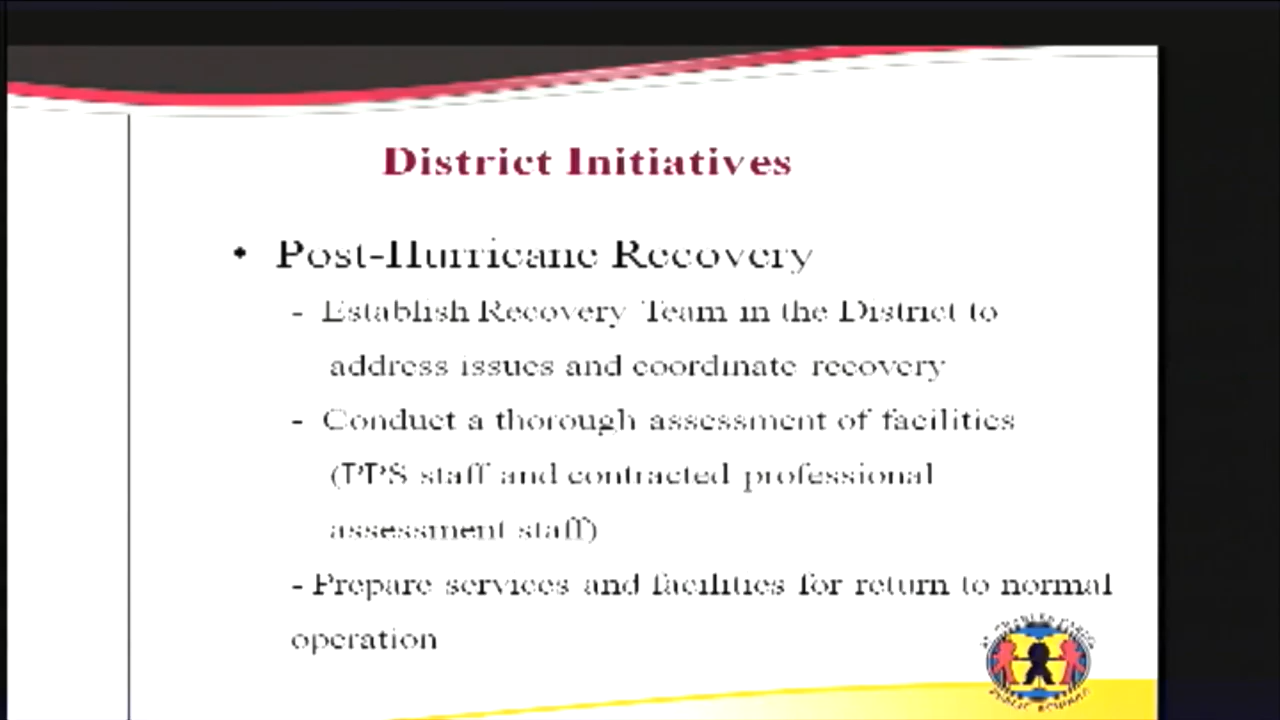 District Initiatives
• Post-Hurricane Recovery
- Establish Recovery Team in the District to
address issues and coordinate recovery
- Conduct a thorough assessment of facilities
(PPS staff and contracted professional
assessment staff)
- Prepare services and facilities for return to normal
operation